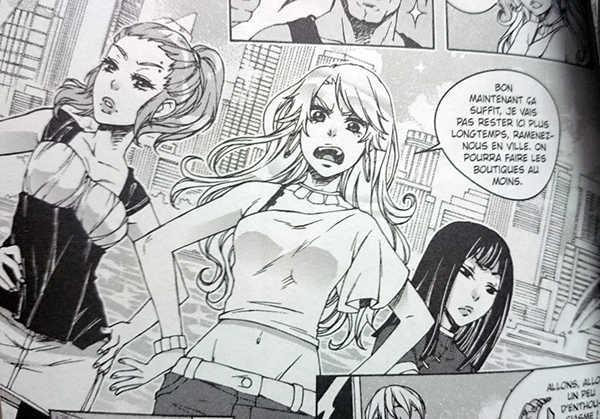 BON
MAINTENANT ÇA
SUFFIT, JE VAIS
PAS RESTER ICI PLUS
LONGTEMPS, RAMENEZ-
NOUS EN VILLE. ON
POURRA FAIRE LES
BOUTIQUES AU
MOINS.
ALLONS,
UN PEU